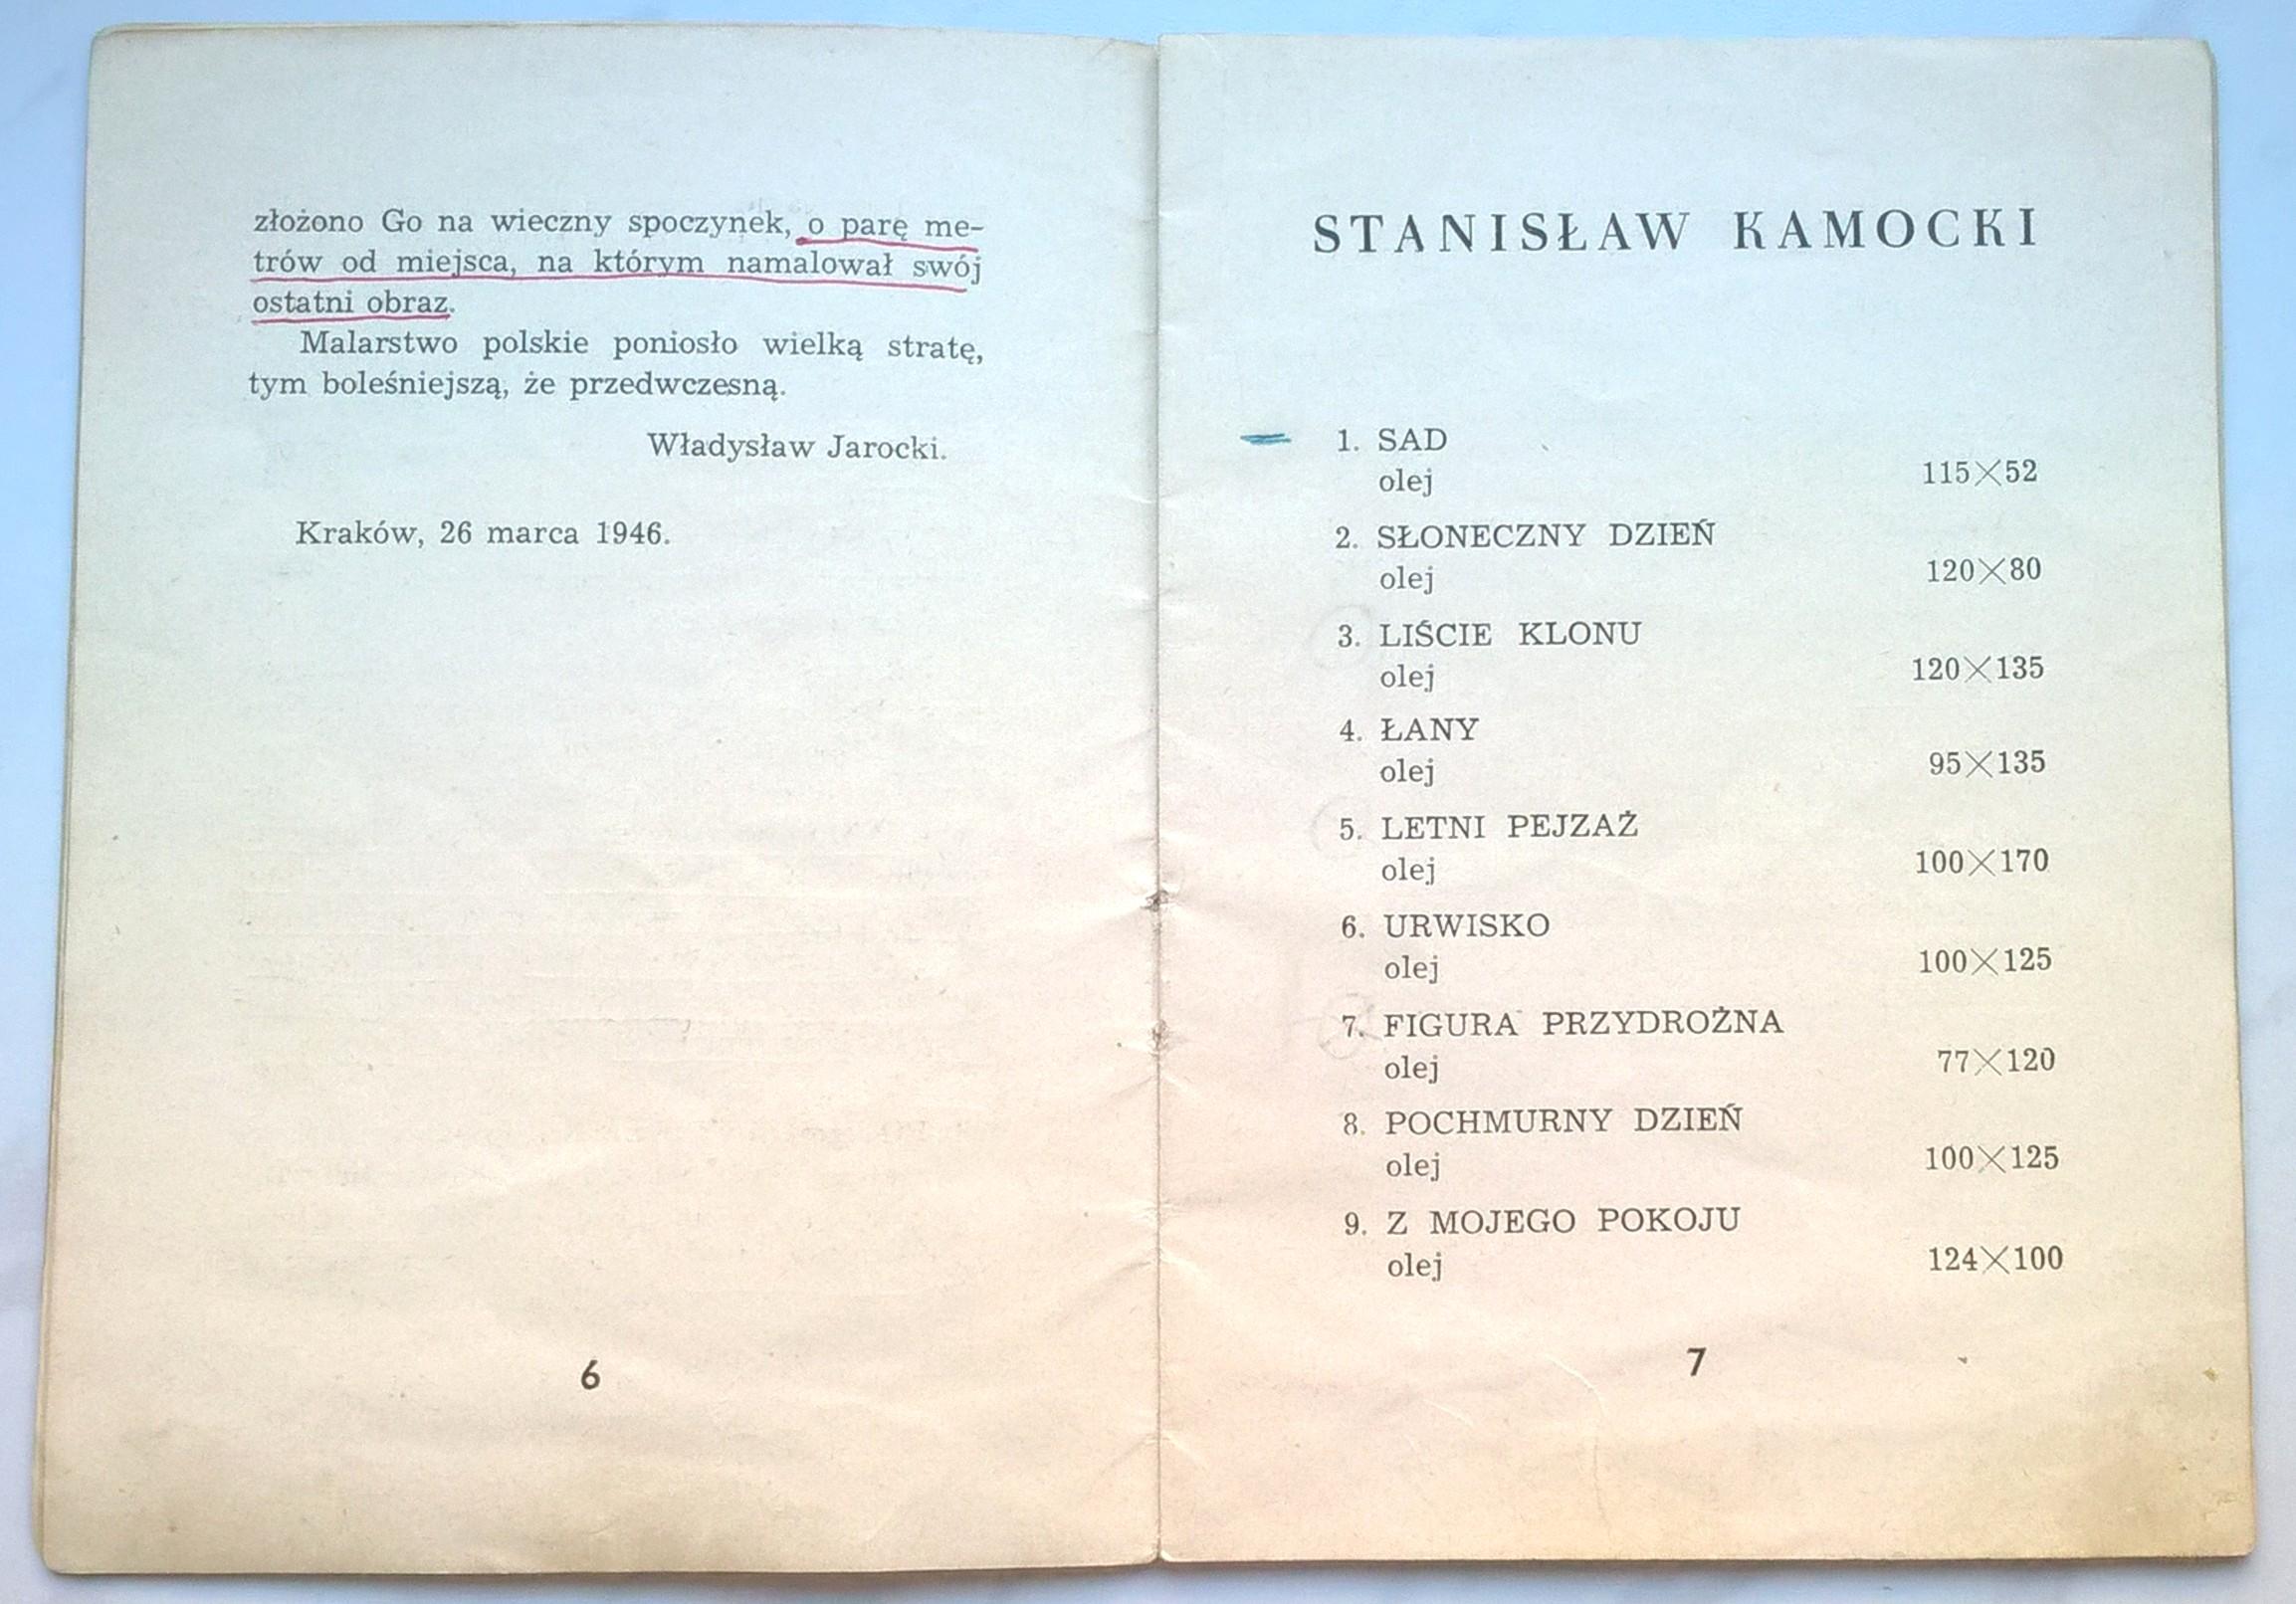 złożono Go na wieczny spoczynek, o parę me-
trów od miejsca, na którym namalował swój
ostatni obraz.
Malarstwo polskie poniosło wielką stratę,
tym boleśniejszą, że przedwczesną.
Władysław Jarocki.
Kraków, 26 marca 1946.
6
STANISŁAW KAMOCKI
1. SAD
olej 115×52
2. SŁONECZNY DZIEŃ
olej 120×80
3. LIŚCIE KLONU
olej 120×135
4. ŁANY
olej 95×135
5. LETNI PEJZAŻ
olej 100×170
6. URWISKO
olej 100×125
7. FIGURA PRZYDROŻNA
olej 77×120
8. POCHMURNY DZIEŃ
olej 100×125
9. Z MOJEGO POKOJU
olej 124×100
7